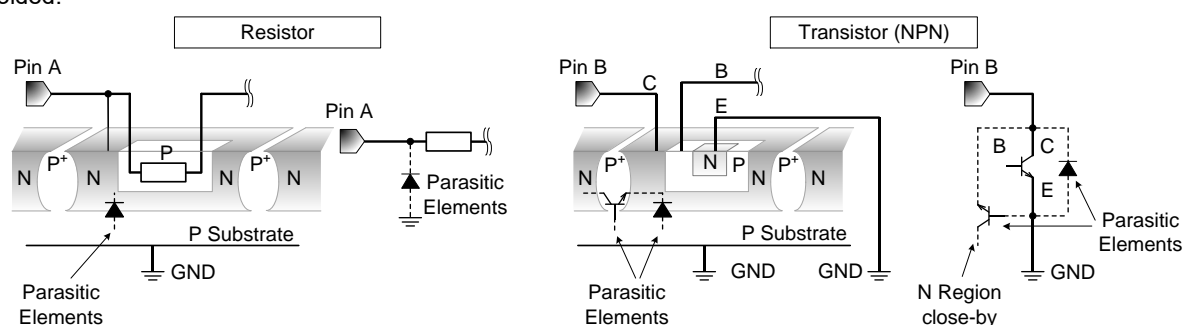 Resistor
Pin A
Pin A
N
P+
N
P
N
P+
N
Parasitic
Elements
P Substrate
GND
Parasitic
Elements
Transistor (NPN)
Pin B
C
B
E
N
P+
N
N
P
N
P+
N
P Substrate
GND
GND
Parasitic
Elements
Pin B
B
C
E
Parasitic
Elements
GND
N Region
close-by